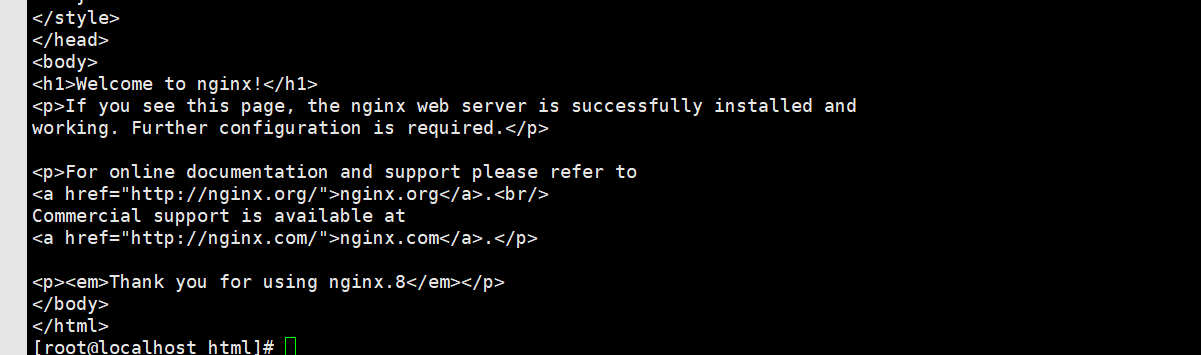 </style>
</head>
<body>
<h1>Welcome to nginx!</h1>
<p>If you see this page, the nginx web server is successfully installed and
working. Further configuration is required.</p>
<p>For online documentation and support please refer to
<a href="http://nginx.org/">nginx.org</a>.<br/>
Commercial support is available at
<a href="http://nginx.com/">nginx.com</a>.</p>
<p><em>Thank you for using nginx.8</em></p>
</body>
</html>
[root@localhost html]#